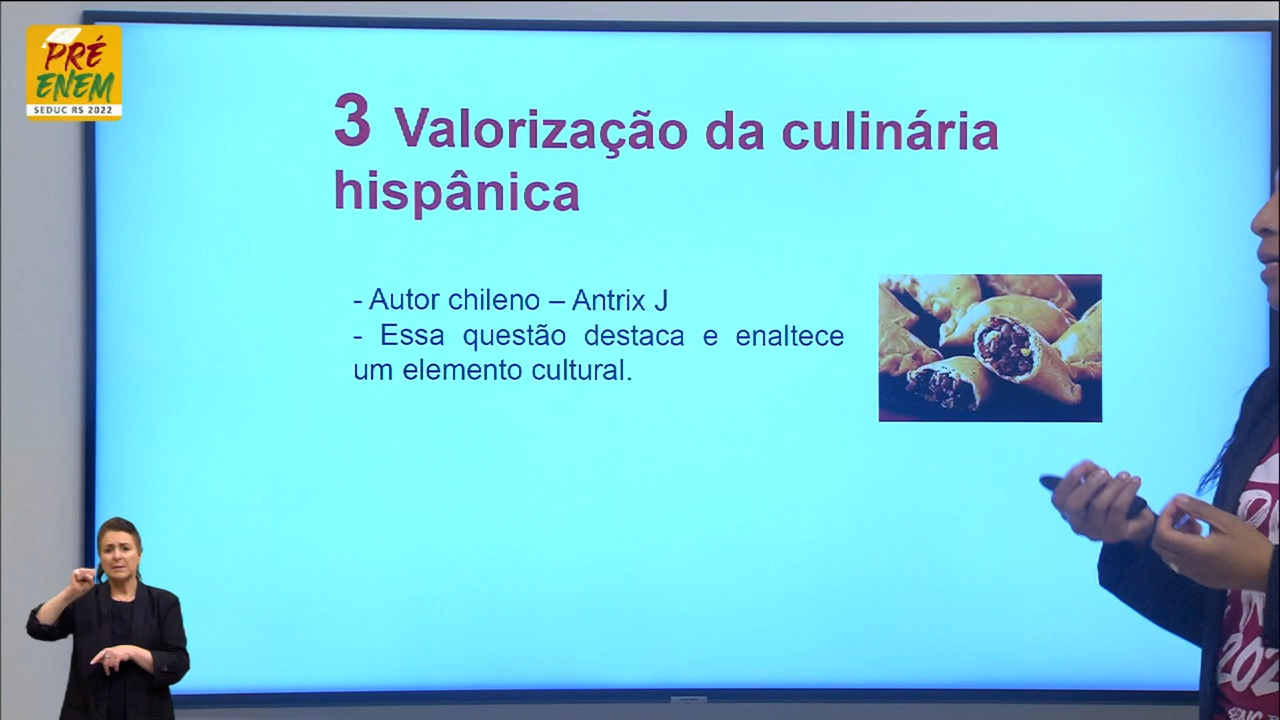 PRÉ
ENEM
SEDUC RS 2022
3 Valorização da culinária
hispânica
- Autor chileno – Antrix J
- Essa questão destaca e enaltece
um elemento cultural.